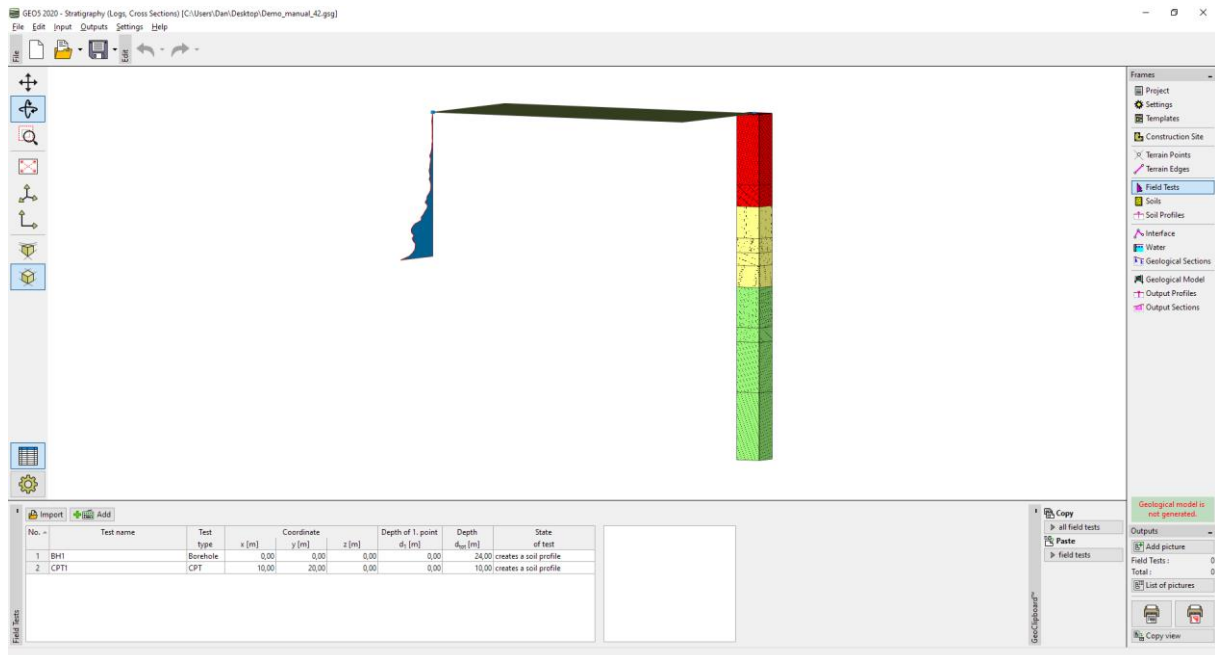 GEO5 2020 - Stratigraphy (Logs, Cross Sections) [C:\Users\Dan\Desktop\Demo_manual_42.gsg]
File Edit Input Outputs Settings Help
File
Edit
Frames
Project
Settings
Templates
Construction Site
Terrain Points
Terrain Edges
Field Tests
Soils
Soil Profiles
Interface
Water
Geological Sections
Geological Model
Output Profiles
Output Sections
Geological model is
not generated.
Outputs
Add picture
Field Tests : 0
Total : 0
List of pictures
Copy view
Import Add
No. Test name Test Coordinate Depth of 1. point Depth State
type x [m] y [m] z [m] d1 [m] dtot [m] of test
1 BH1 Borehole 0,00 0,00 0,00 0,00 24,00 creates a soil profile
2 CPT1 CPT 10,00 20,00 0,00 0,00 10,00 creates a soil profile
Field Tests
Copy
all field tests
Paste
field tests
GeoClipboard™